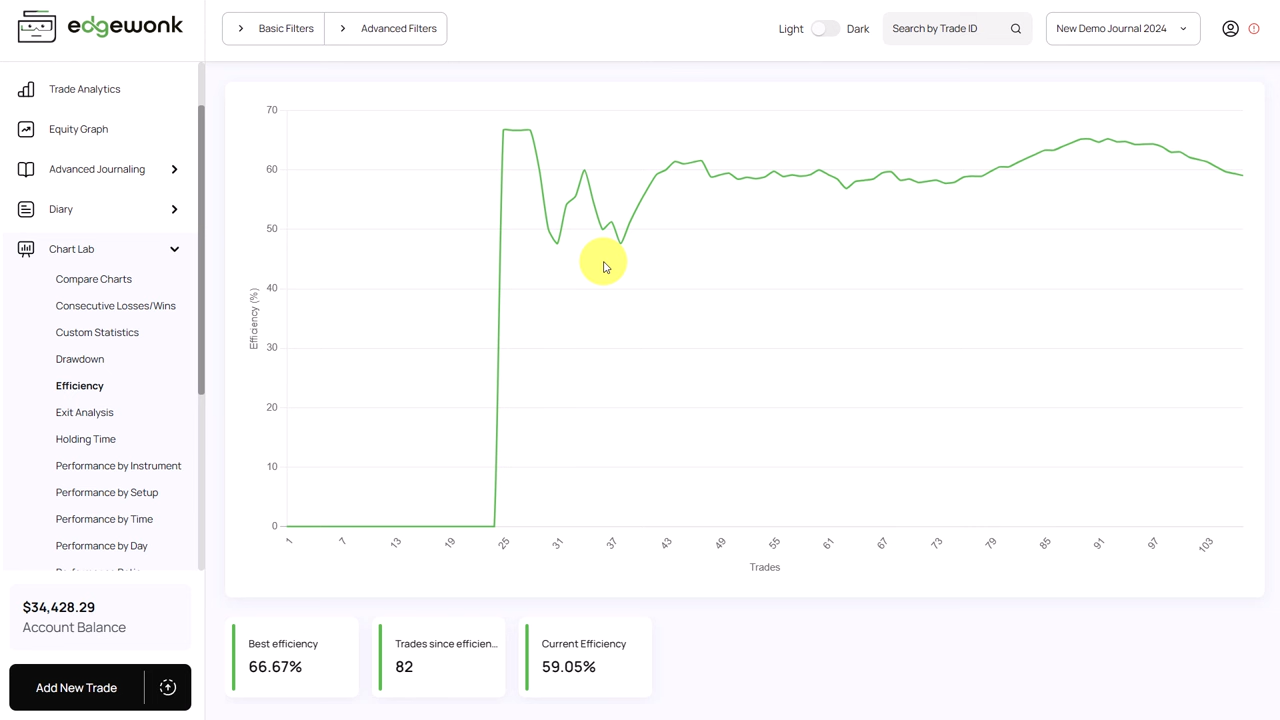 edgewonk
Basic Filters
Advanced Filters
Light
Dark
Search by Trade ID
New Demo Journal 2024
Trade Analytics
Equity Graph
Advanced Journaling
Diary
Chart Lab
Compare Charts
Consecutive Losses/Wins
Custom Statistics
Drawdown
Efficiency
Exit Analysis
Holding Time
Performance by Instrument
Performance by Setup
Performance by Time
Performance by Day
$34,428.29
Account Balance
Add New Trade
Efficiency (%)
70
60
50
40
30
20
10
0
1
7
13
19
25
31
37
43
49
55
61
67
73
79
85
91
97
103
Trades
Best efficiency
66.67%
Trades since efficien...
82
Current Efficiency
59.05%